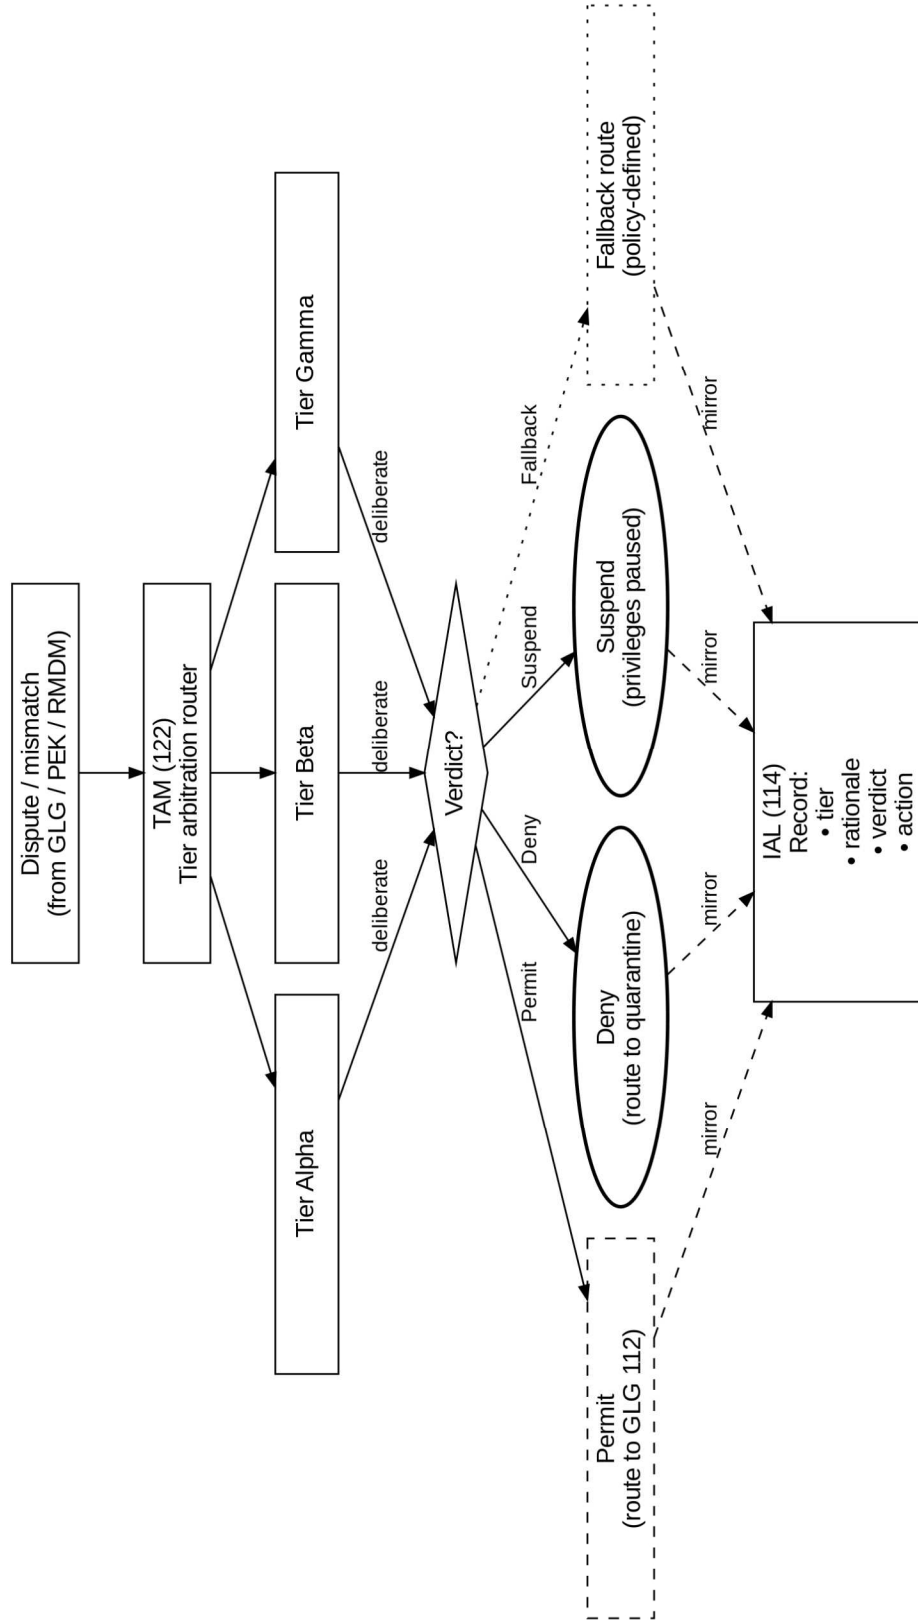 Dispute / mismatch
(from GLG / PEK / RMDM)
TAM (122)
Tier arbitration router
Tier Alpha
Tier Beta
Tier Gamma
deliberate
deliberate
deliberate
Verdict?
Permit
Deny
Suspend
Fallback
Permit
(route to GLG 112)
Deny
(route to quarantine)
Suspend
(privileges paused)
Fallback route
(policy-defined)
mirror
mirror
mirror
mirror
IAL (114)
Record:
• tier
• rationale
• verdict
• action